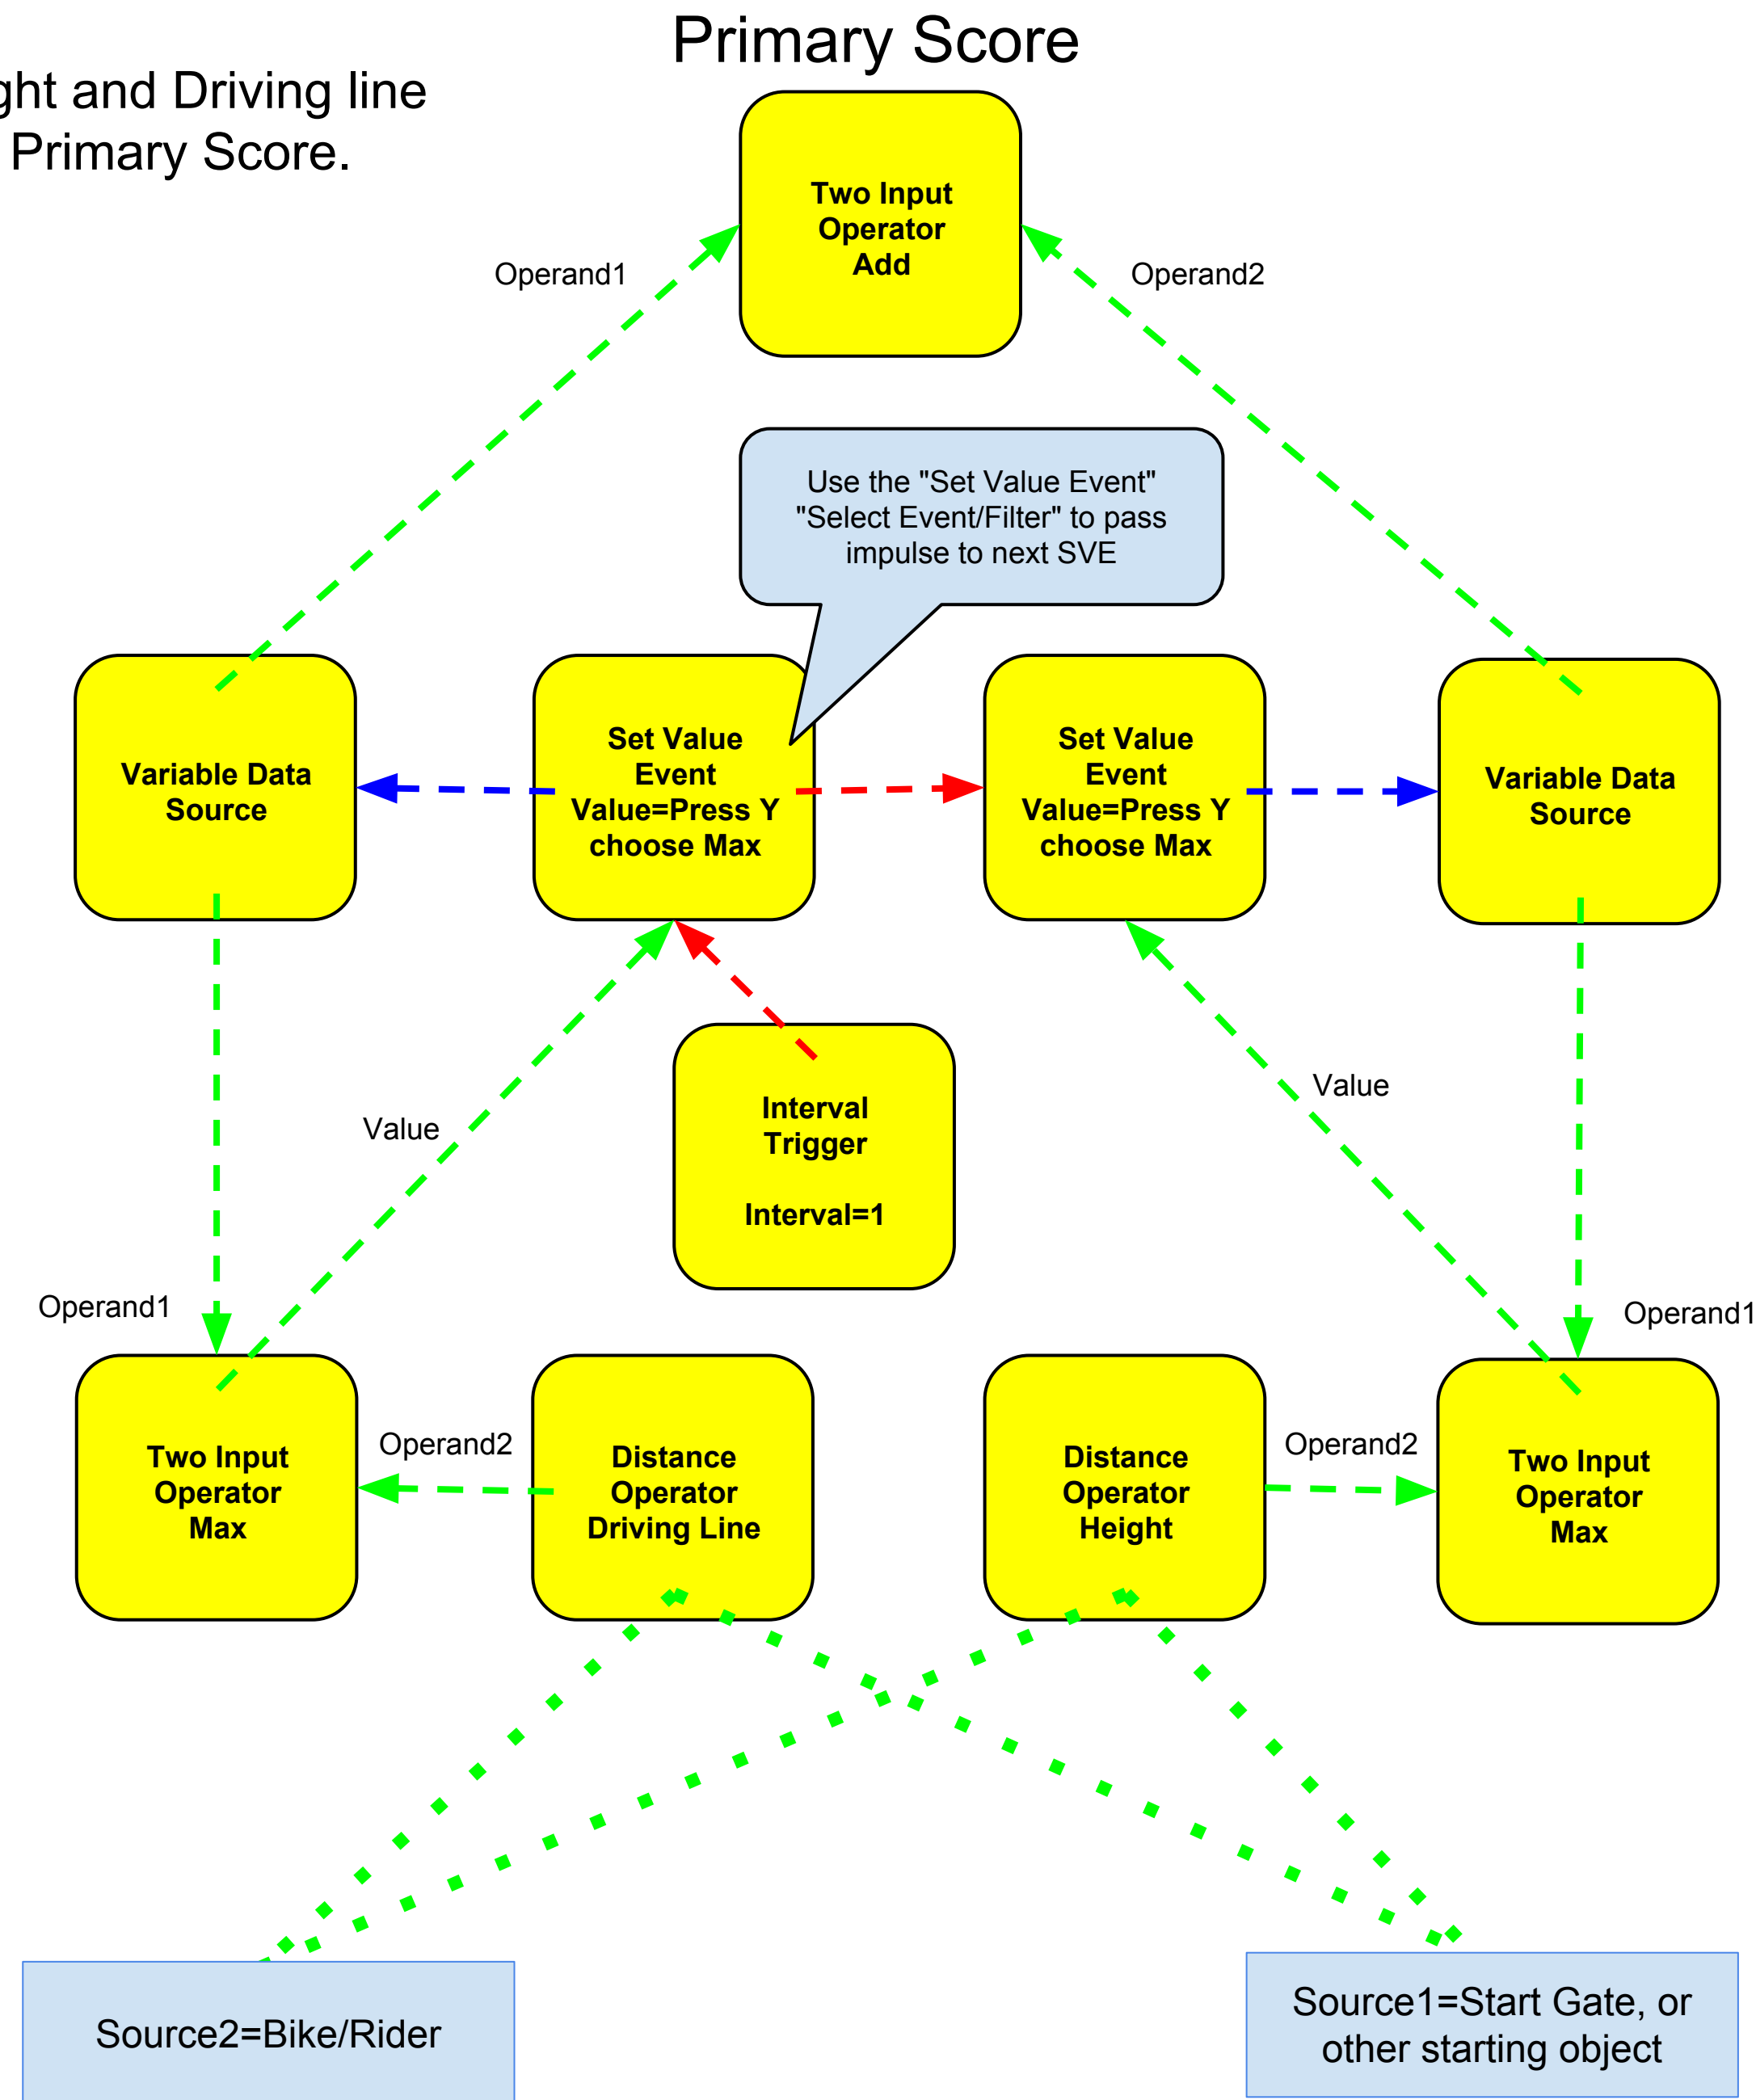 Primary Score
ght and Driving line
Primary Score.
Two Input
Operator
Add
Operand1
Operand2
Use the "Set Value Event"
"Select Event/Filter" to pass
impulse to next SVE
Variable Data
Source
Set Value
Event
Value=Press Y
choose Max
Set Value
Event
Value=Press Y
choose Max
Variable Data
Source
Value
Interval
Trigger
Interval=1
Value
Operand1
Operand1
Two Input
Operator
Max
Operand2
Distance
Operator
Driving Line
Distance
Operator
Height
Operand2
Two Input
Operator
Max
Source2=Bike/Rider
Source1=Start Gate, or
other starting object